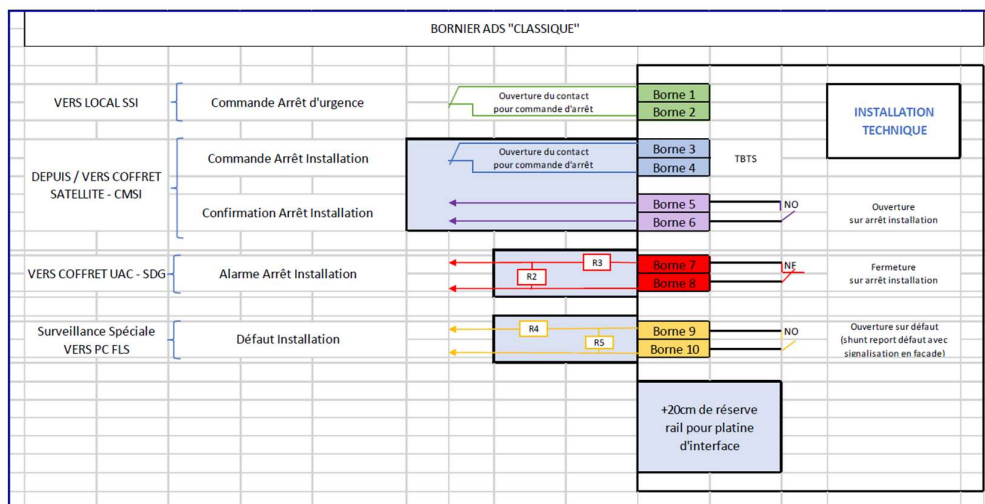 BORNIER ADS "CLASSIQUE"
VERS LOCAL SSI
Commande Arrêt d'urgence
Ouverture du contact
pour commande d'arrêt
Borne 1
Borne 2
INSTALLATION
TECHNIQUE
DEPUIS / VERS COFFRET
SATELLITE - CMSI
Commande Arrêt Installation
Ouverture du contact
pour commande d'arrêt
Borne 3
Borne 4
TBTS
Confirmation Arrêt Installation
Borne 5
Borne 6
NO
Ouverture
sur arrêt installation
VERS COFFRET UAC - SDG
Alarme Arrêt Installation
R2
R3
Borne 7
Borne 8
NF
Fermeture
sur arrêt installation
Surveillance Spéciale
VERS PC FLS
Défaut Installation
R4
R5
Borne 9
Borne 10
NO
Ouverture sur défaut
(shunt report défaut avec
signalisation en facade)
+20cm de réserve
rail pour platine
d'interface